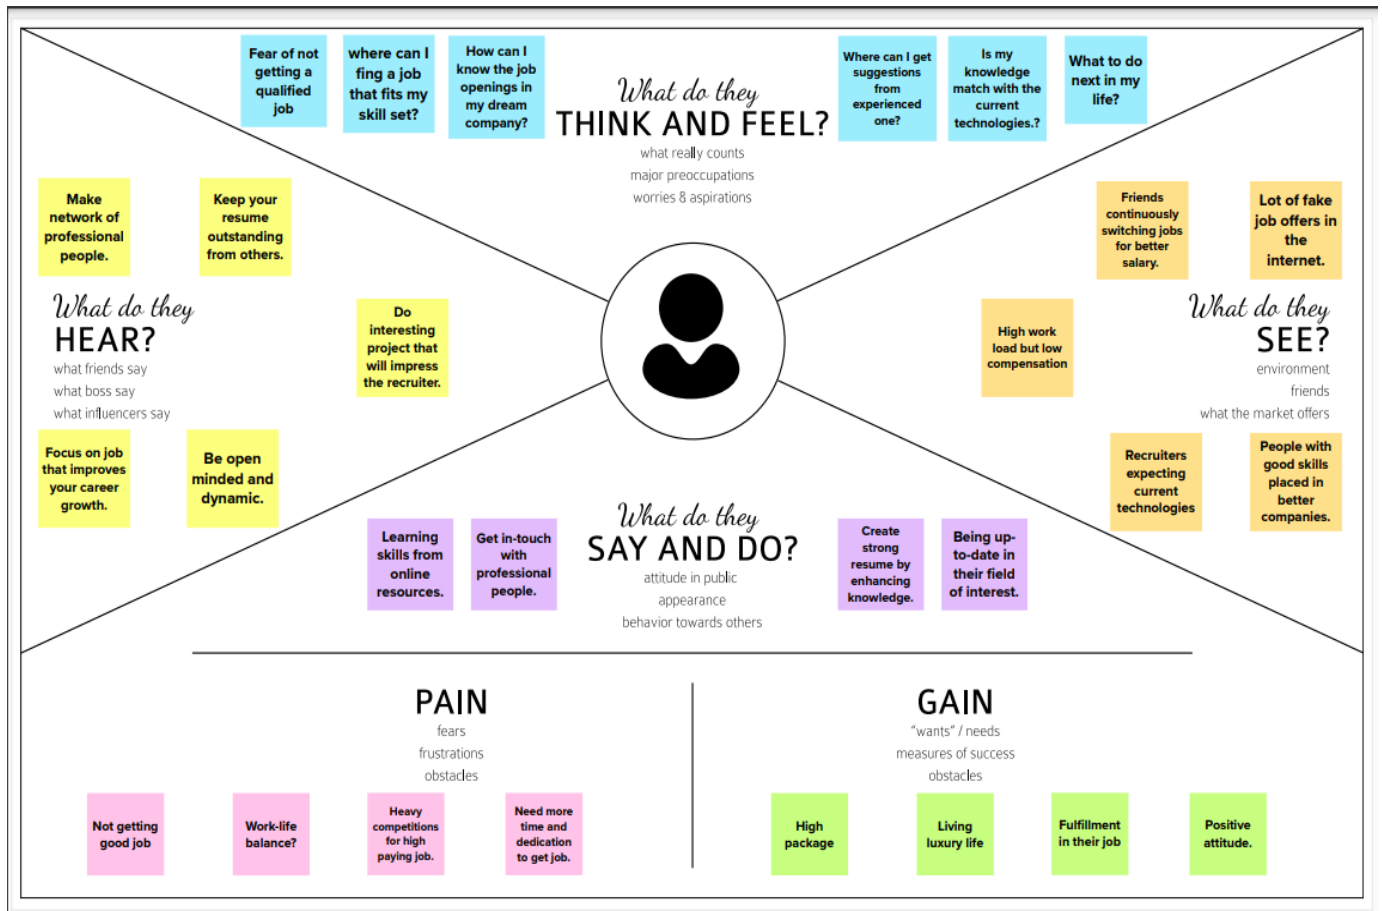 Fear of not
getting a
qualified
job
where can I
fing a job
that fits my
skill set?
How can I
know the job
openings in
my dream
company?
What do they
THINK AND FEEL?
what really counts
major preoccupations
worries & aspirations
Where can I get
suggestions
from
experienced
one?
Is my
knowledge
match with the
current
technologies.?
What to do
next in my
life?
Make
network of
professional
people.
Keep your
resume
outstanding
from others.
What do they
HEAR?
what friends say
what boss say
what influencers say
Do
interesting
project that
will impress
the recruiter.
Focus on job
that improves
your career
growth.
Be open
minded and
dynamic.
Friends
continuously
switching jobs
for better
salary.
Lot of fake
job offers in
the
internet.
High work
load but low
compensation
What do they
SEE?
environment
friends
what the market offers
Recruiters
expecting
current
technologies
People with
good skills
placed in
better
companies.
Learning
skills from
online
resources.
Get in-touch
with
professional
people.
What do they
SAY AND DO?
attitude in public
appearance
behavior towards others
Create
strong
resume by
enhancing
knowledge.
Being up-
to-date in
their field
of interest.
PAIN
fears
frustrations
obstacles
Not getting
good job
Work-life
balance?
Heavy
competitions
for high
paying job.
Need more
time and
dedication
to get job.
GAIN
"wants" / needs
measures of success
obstacles
High
package
Living
luxury life
Fulfillment
in their job
Positive
attitude.